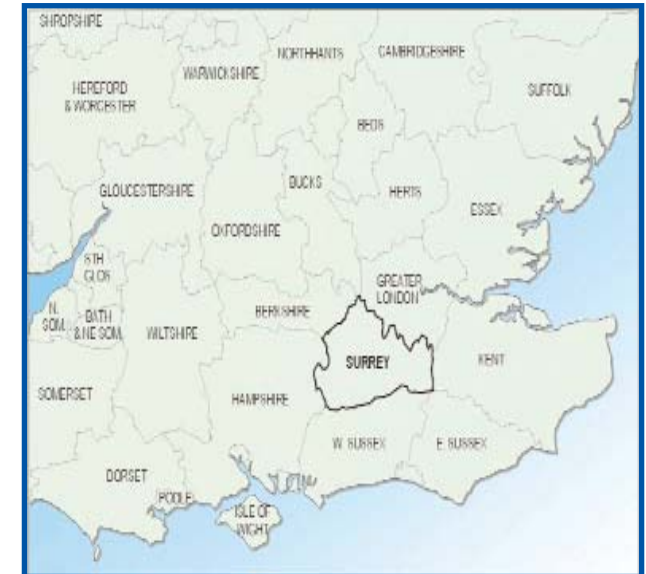 SHROPSHIRE
NORTHHANTS
CAMBRIDGESHIRE
WARWICKSHIRE
HEREFORD
& WORCESTER
SUFFOLK
BEDS
BUCKS
GLOUCESTERSHIRE
HERTS
ESSEX
OXFORDSHIRE
STH.
GLOS
GREATER
LONDON
N.
SOM.
BATH
& NE SOM.
BERKSHIRE
WILTSHIRE
SURREY
KENT
SOMERSET
HAMPSHIRE
W. SUSSEX
E. SUSSEX
DORSET
POOLE
ISLE OF
WIGHT